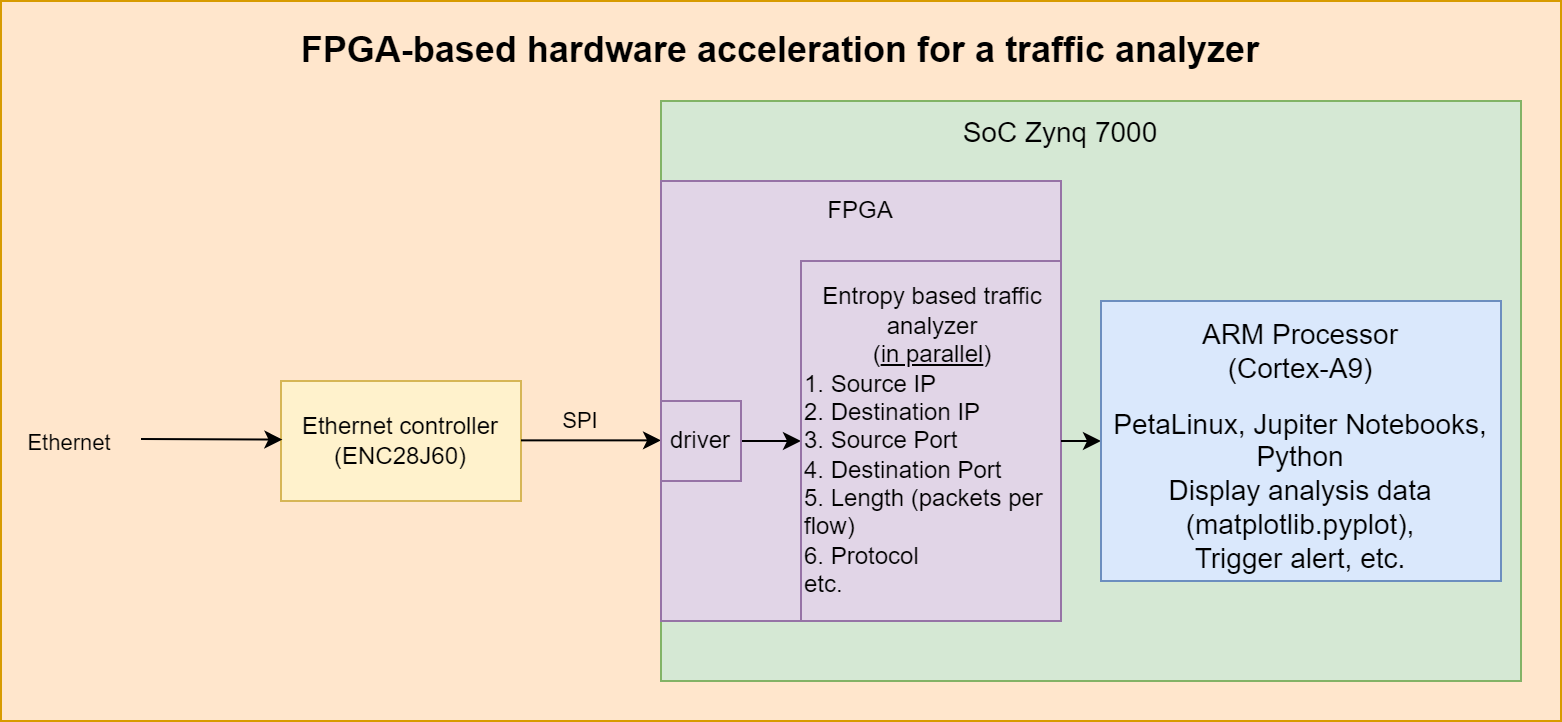 FPGA-based hardware acceleration for a traffic analyzer
SoC Zynq 7000
FPGA
Entropy based traffic
analyzer
(in parallel)
1. Source IP
2. Destination IP
3. Source Port
4. Destination Port
5. Length (packets per
flow)
6. Protocol
etc.
ARM Processor
(Cortex-A9)
PetaLinux, Jupiter Notebooks,
Python
Display analysis data
(matplotlib.pyplot),
Trigger alert, etc.
Ethernet
Ethernet controller
(ENC28J60)
SPI
driver